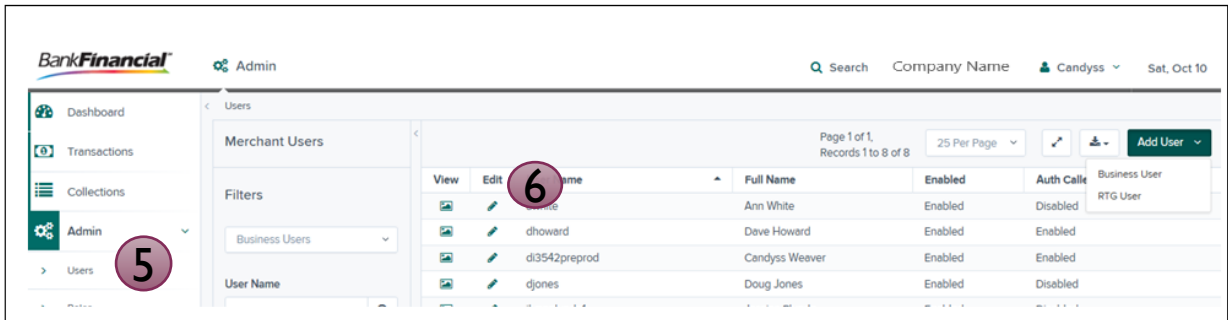 BankFinancial
Admin
Search Company Name Candyss Sat, Oct 10
Dashboard
Transactions
Collections
Admin
Users
5
Users
Merchant Users
Filters
Business Users
User Name
Page 1 of 1,
Records 1 to 8 of 8
25 Per Page
Add User
Business User
RTG User
View Edit 6 Name Full Name Enabled Auth Calle
Ann White Enabled Disabled
dhoward Dave Howard Enabled Enabled
di3542preprod Candyss Weaver Enabled Enabled
djones Doug Jones Enabled Disabled